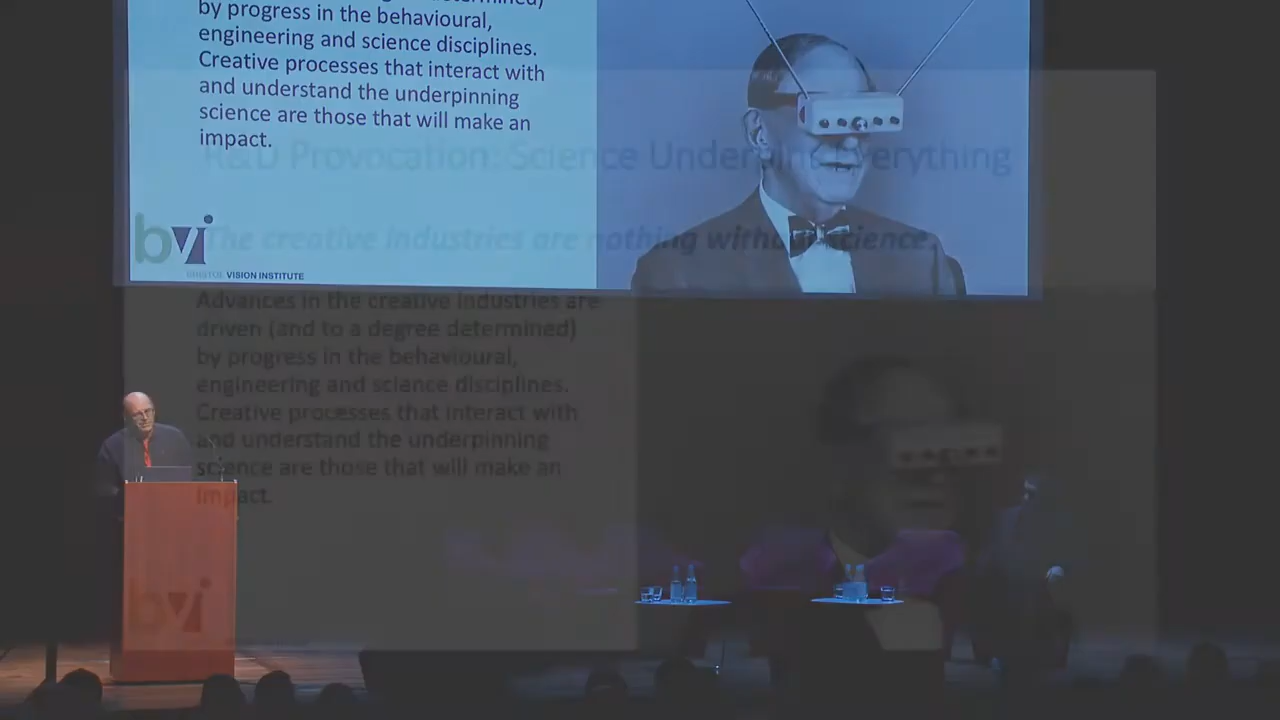 by progress in the behavioural,
engineering and science disciplines.
Creative processes that interact with
and understand the underpinning
science are those that will make an
impact.
bvi
BRISTOL VISION INSTITUTE
R&D Provocation: Science Underpins Everything
The creative industries are nothing without science.
Advances in the creative industries are
driven (and to a degree determined)
by progress in the behavioural,
engineering and science disciplines.
Creative processes that interact with
and understand the underpinning
science are those that will make an
impact.
bvi